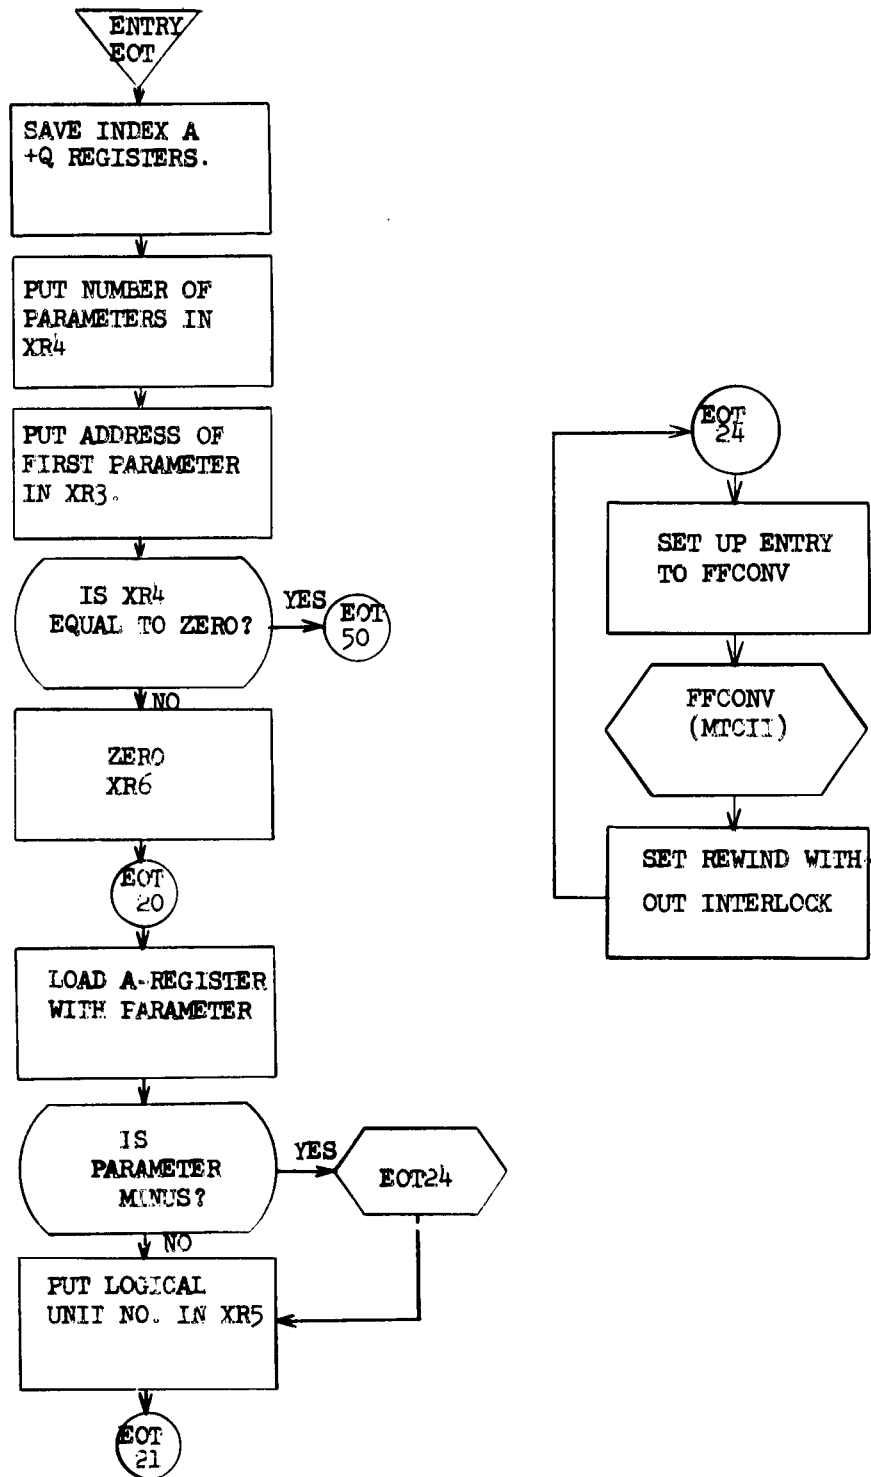 ENTRY
EOT
SAVE INDEX A
+Q REGISTERS.
PUT NUMBER OF
PARAMETERS IN
XR4
PUT ADDRESS OF
FIRST PARAMETER
IN XR3.
IS XR4
EQUAL TO ZERO?
YES
EOT
50
NO
ZERO
XR6
EOT
20
LOAD A-REGISTER
WITH PARAMETER
IS
PARAMETER
MINUS?
YES
EOT24
NO
PUT LOGICAL
UNIT NO. IN XR5
EOT
21
EOT
24
SET UP ENTRY
TO FFCONV
FFCONV
(MTCII)
SET REWIND WITH-
OUT INTERLOCK